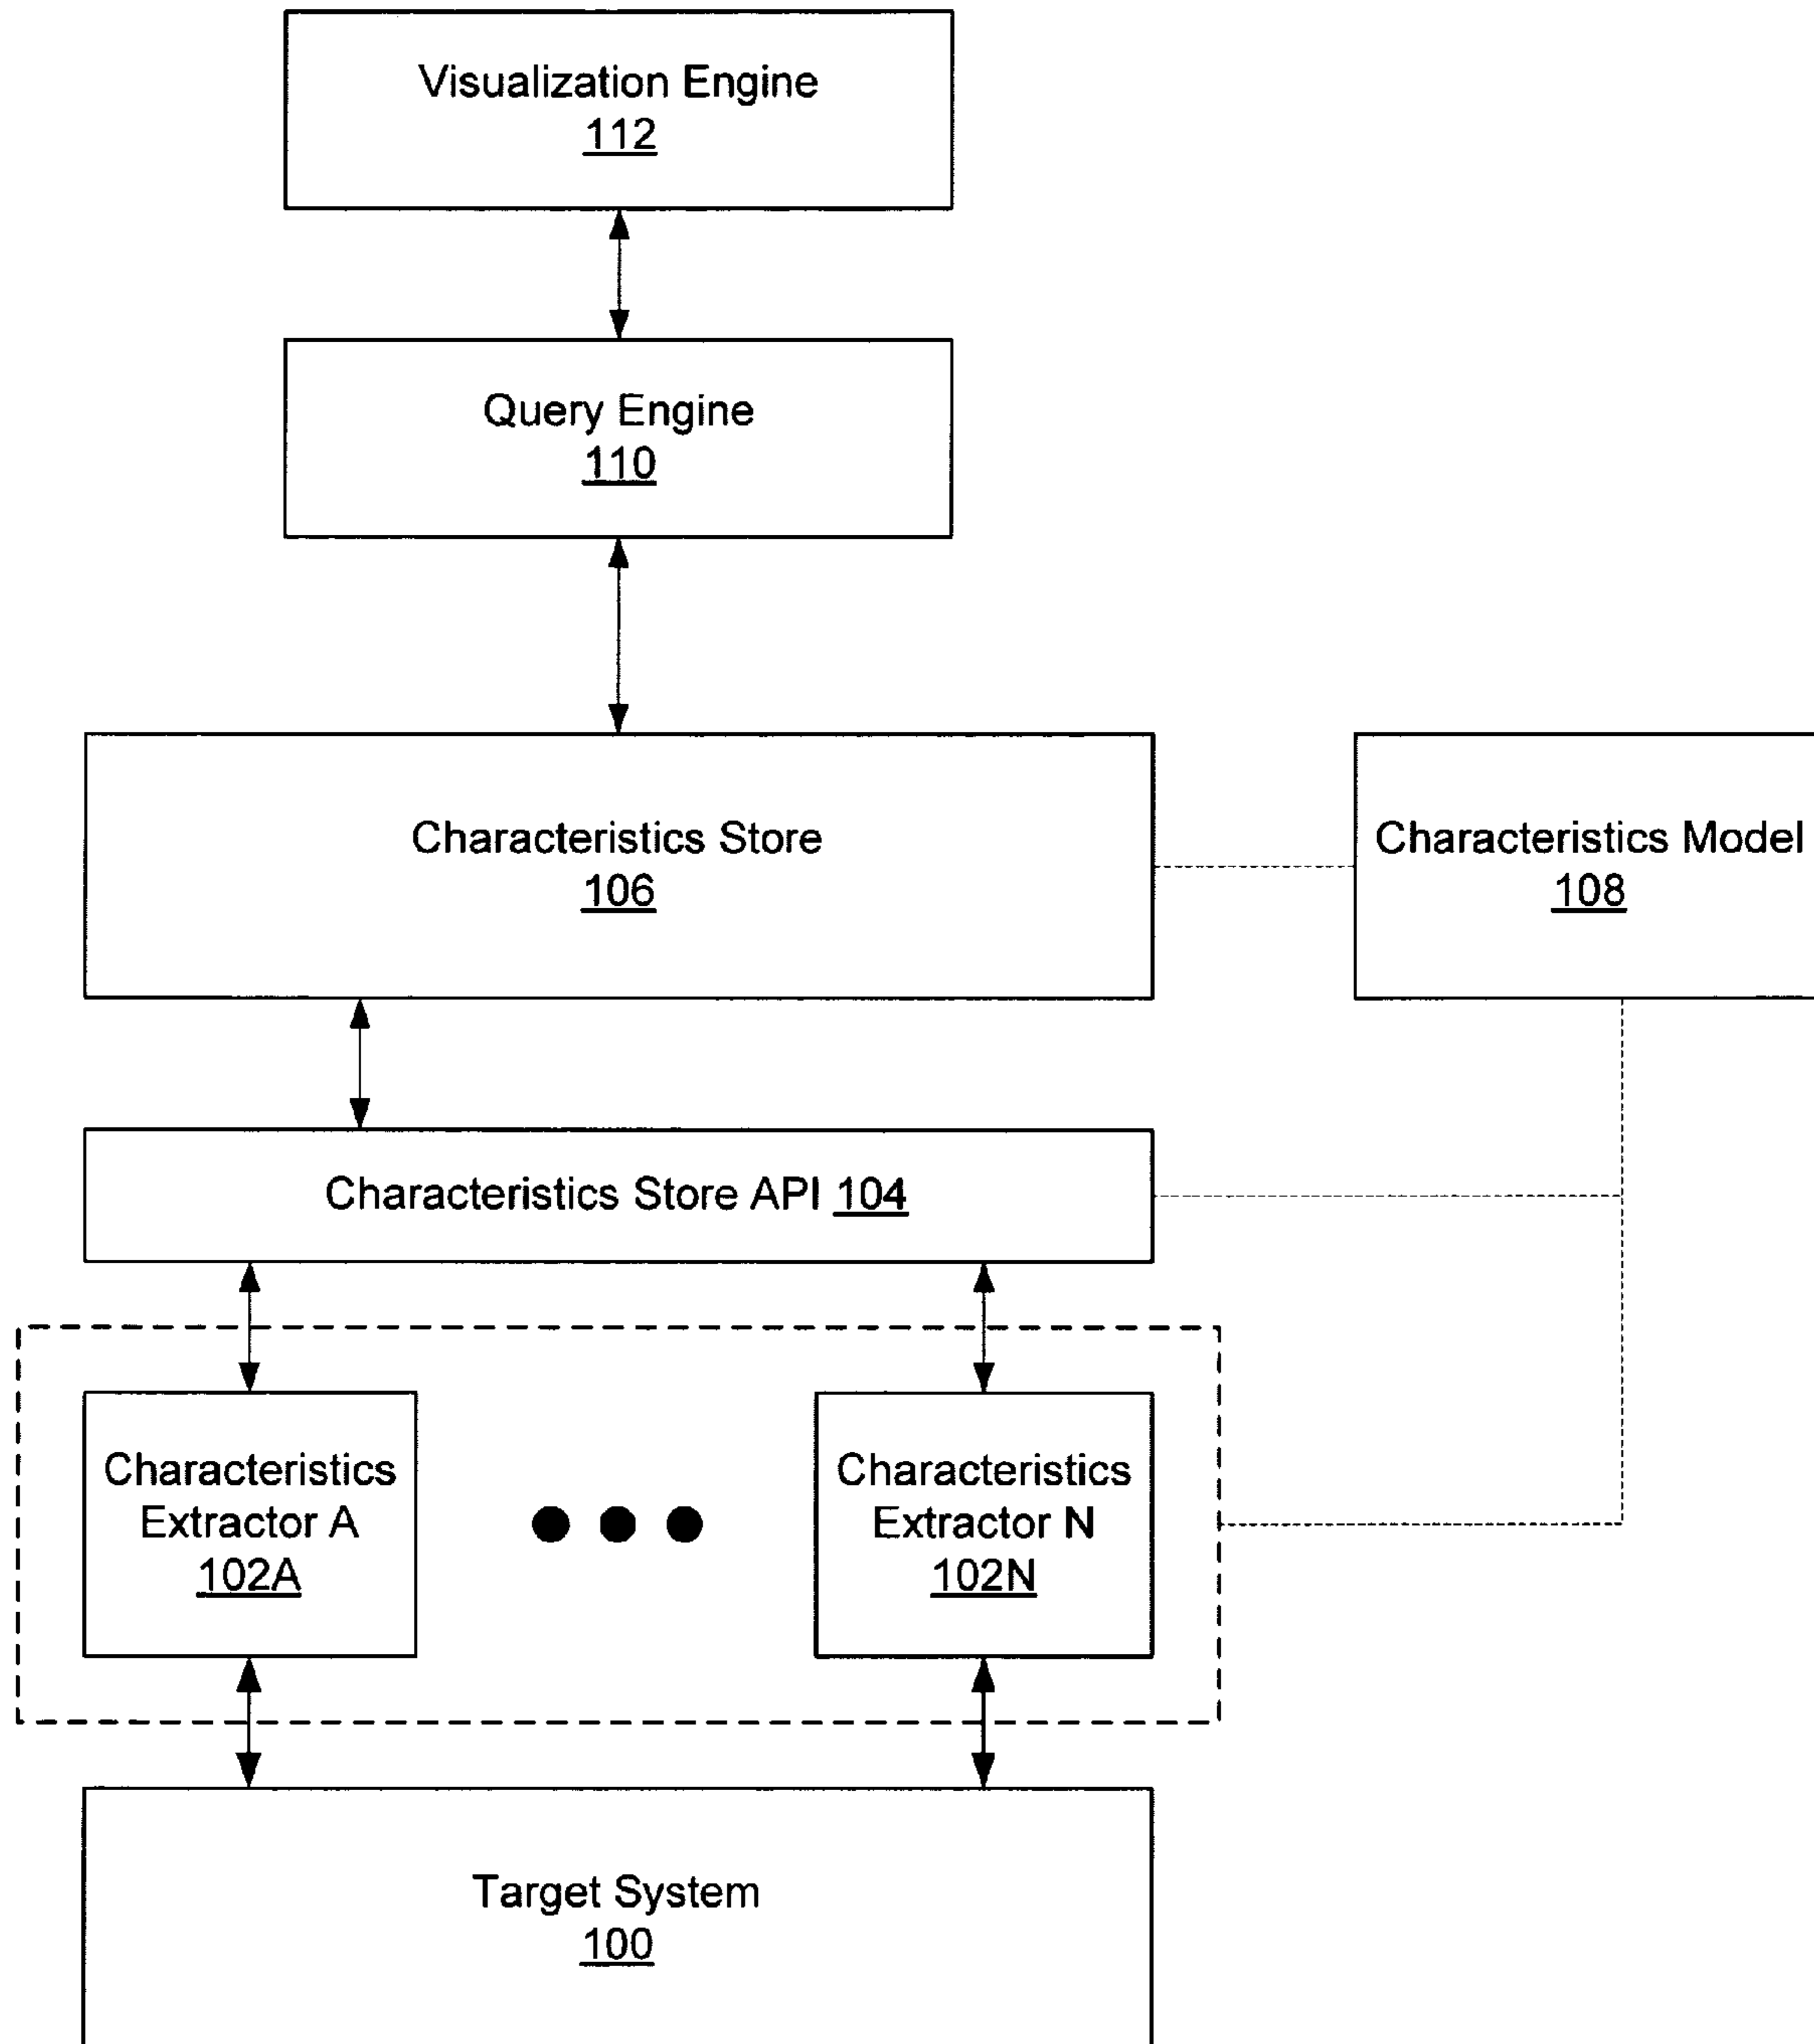 Visualization Engine
112
Query Engine
110
Characteristics Store
106
Characteristics Model
108
Characteristics Store API 104
Characteristics
Extractor A
102A
Characteristics
Extractor N
102N
Target System
100